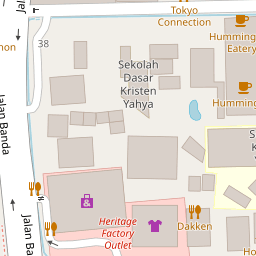 Tokyo
Connection
Humming
Eatery
38
Sekolah
Dasar
Kristen
Yahya
Humming
Jalan Banda
Heritage
Factory
Outlet
Dakken
Jalan Ba